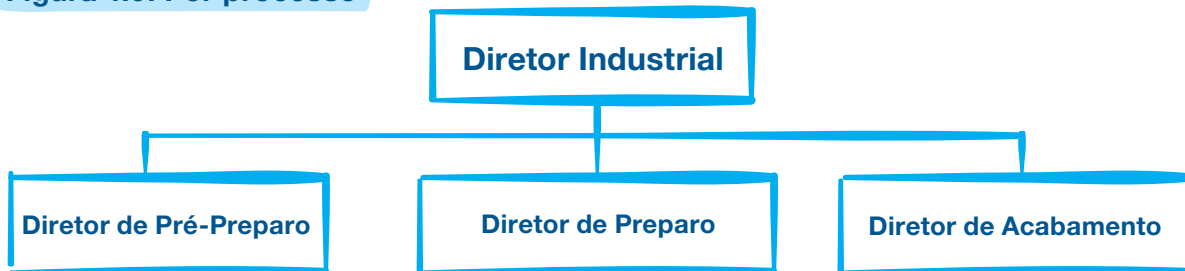 Diretor Industrial
Diretor de Pré-Preparo
Diretor de Preparo
Diretor de Acabamento